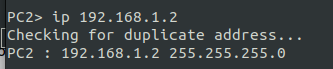 PC2> ip 192.168.1.2
Checking for duplicate address...
PC2 : 192.168.1.2 255.255.255.0